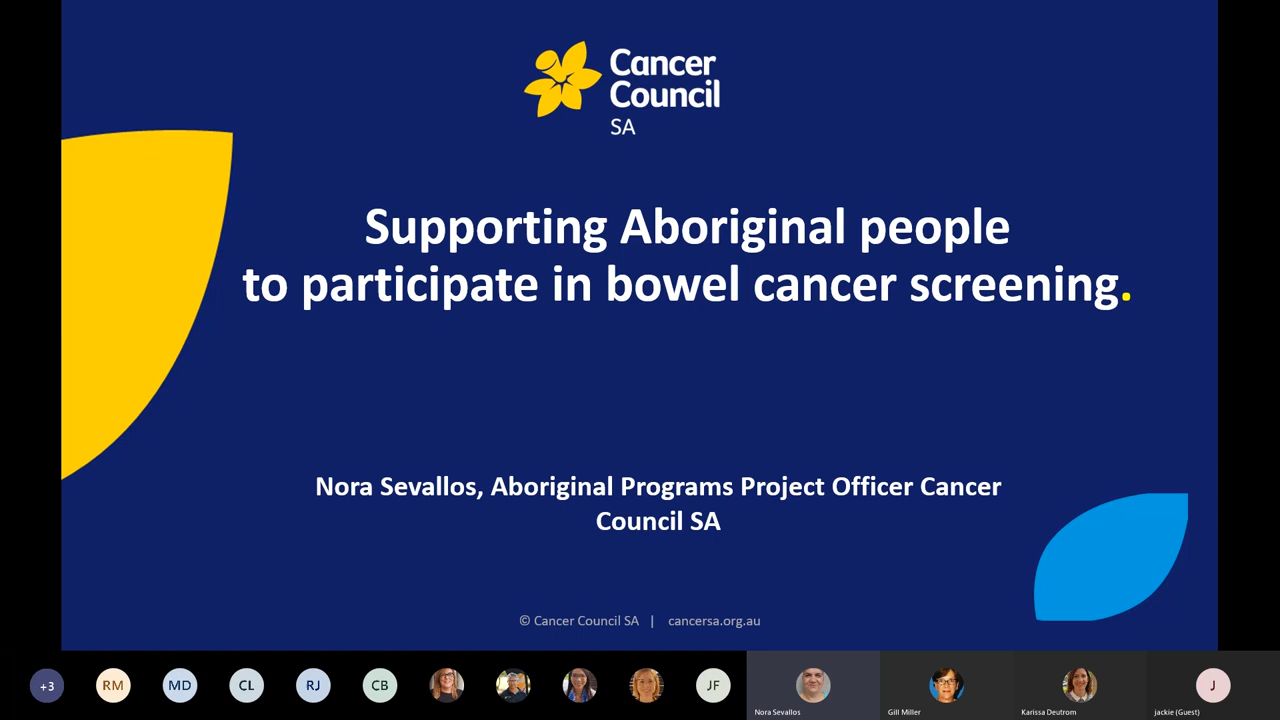 Cancer
Council
SA
Supporting Aboriginal people
to participate in bowel cancer screening.
Nora Sevallos, Aboriginal Programs Project Officer Cancer
Council SA
© Cancer Council SA | cancersa.org.au
+3
RM
MD
CL
RJ
CB
JF
J
Nora Sevallos
Gill Miller
Karissa Deutrom
jackie (Guest)